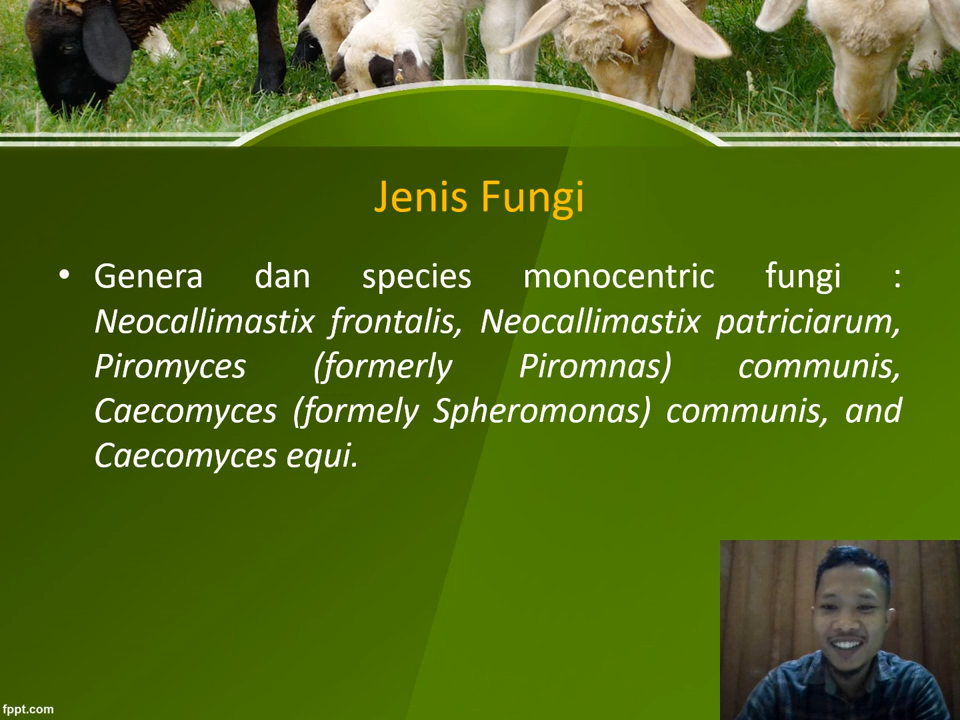 Jenis Fungi
• Genera dan species monocentric fungi :
Neocallimastix frontalis, Neocallimastix patriciarum,
Piromyces (formerly Piromnas) communis,
Caecomyces (formely Spheromonas) communis, and
Caecomyces equi.
fppt.com